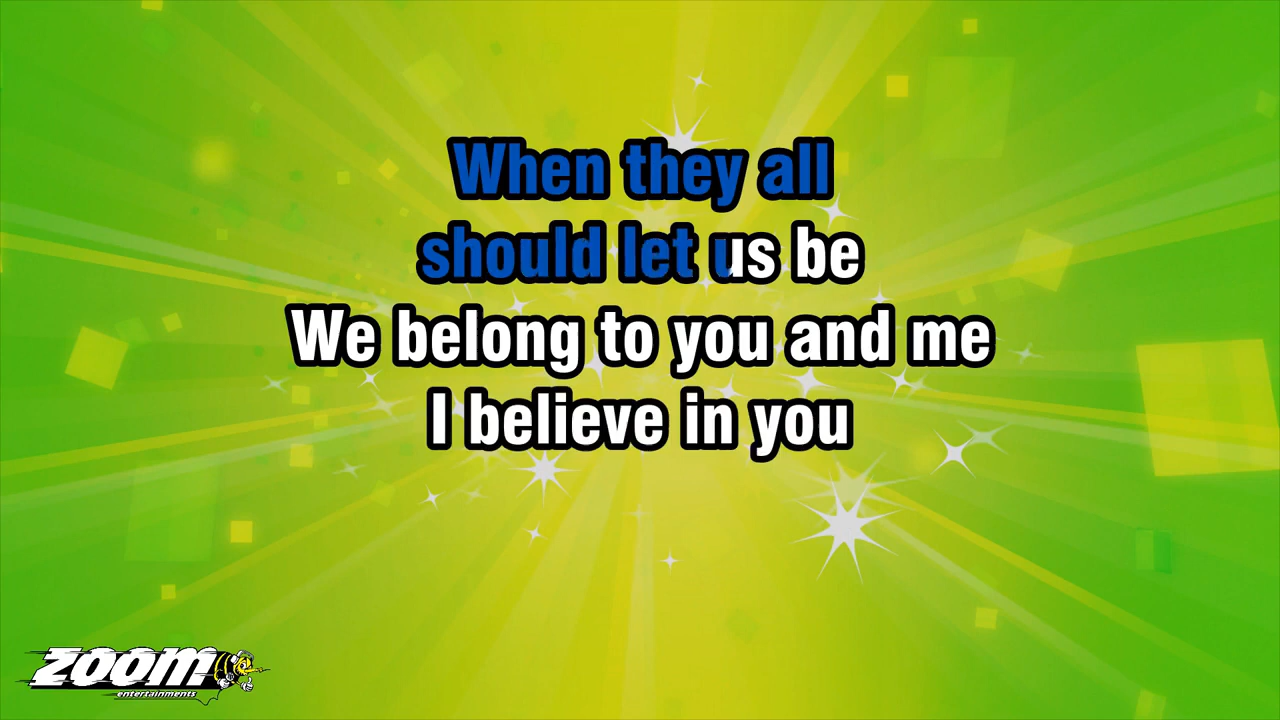 When they all
should let us be
We belong to you and me
I believe in you
ZOOM
entertainments